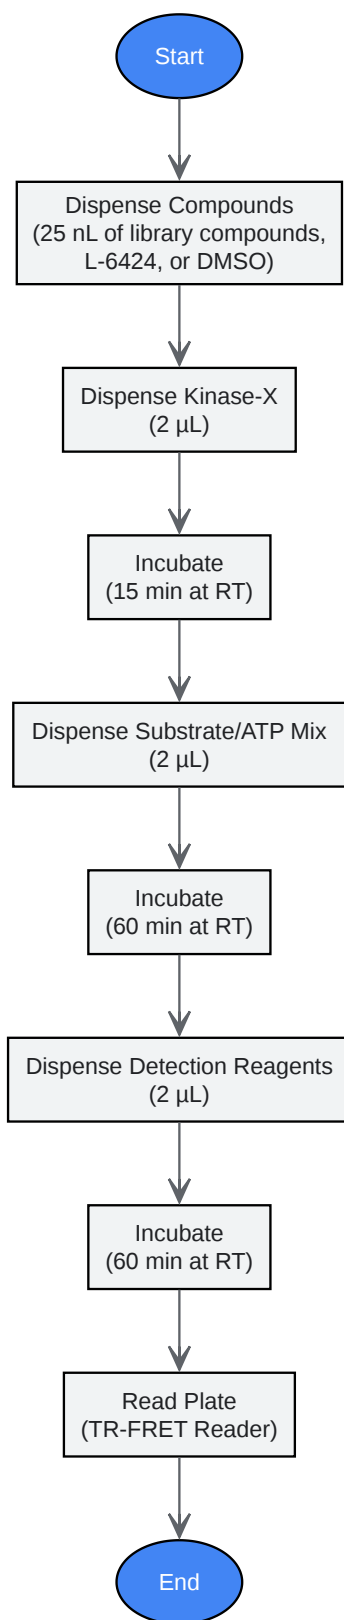 Start
Dispense Compounds
(25 nL of library compounds,
L-6424, or DMSO)
Dispense Kinase-X
(2 µL)
Incubate
(15 min at RT)
Dispense Substrate/ATP Mix
(2 µL)
Incubate
(60 min at RT)
Dispense Detection Reagents
(2 µL)
Incubate
(60 min at RT)
Read Plate
(TR-FRET Reader)
End